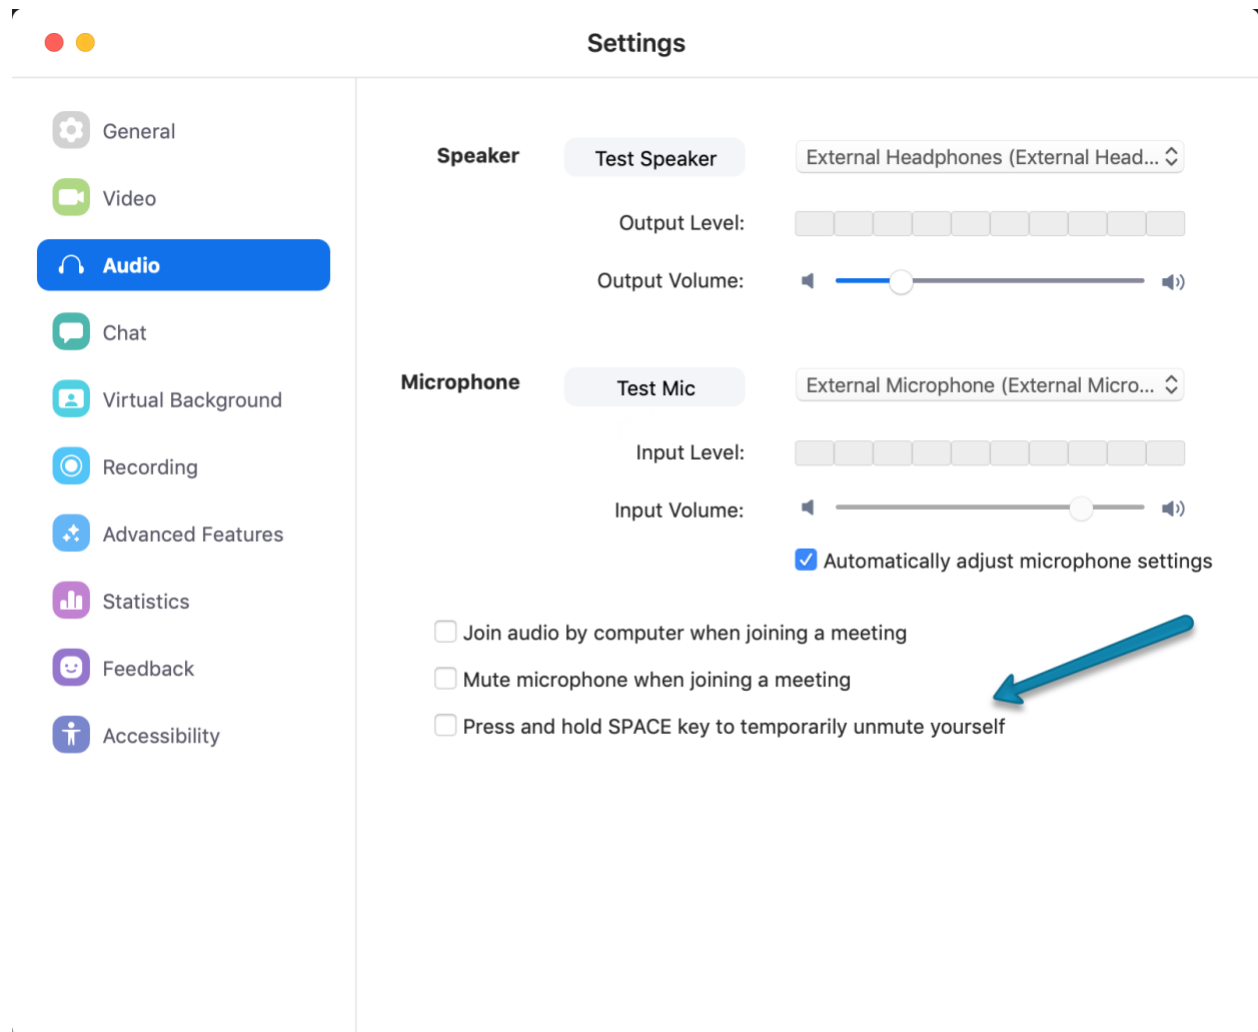 Settings
General
Video
Audio
Chat
Virtual Background
Recording
Advanced Features
Statistics
Feedback
Accessibility
Speaker
Test Speaker
External Headphones (External Head...
Output Level:
Output Volume:
Microphone
Test Mic
External Microphone (External Micro...
Input Level:
Input Volume:
Automatically adjust microphone settings
Join audio by computer when joining a meeting
Mute microphone when joining a meeting
Press and hold SPACE key to temporarily unmute yourself